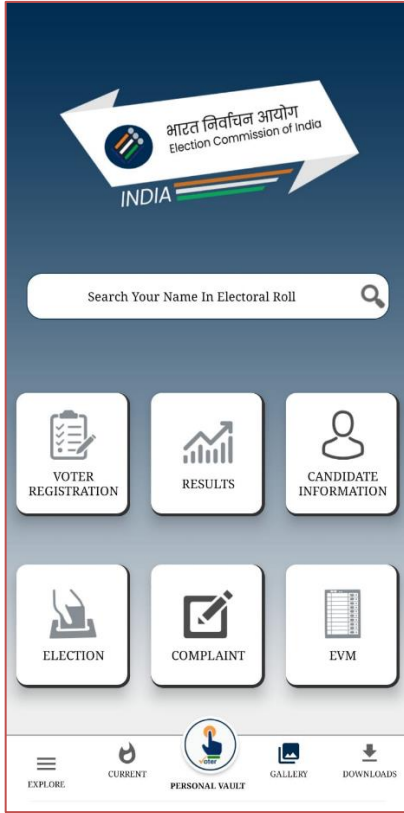 भारत निर्वाचन आयोग
Election Commission of India
INDIA
Search Your Name In Electoral Roll
VOTER
REGISTRATION
RESULTS
CANDIDATE
INFORMATION
ELECTION
COMPLAINT
EVM
EXPLORE
CURRENT
Voter
PERSONAL VAULT
GALLERY
DOWNLOADS